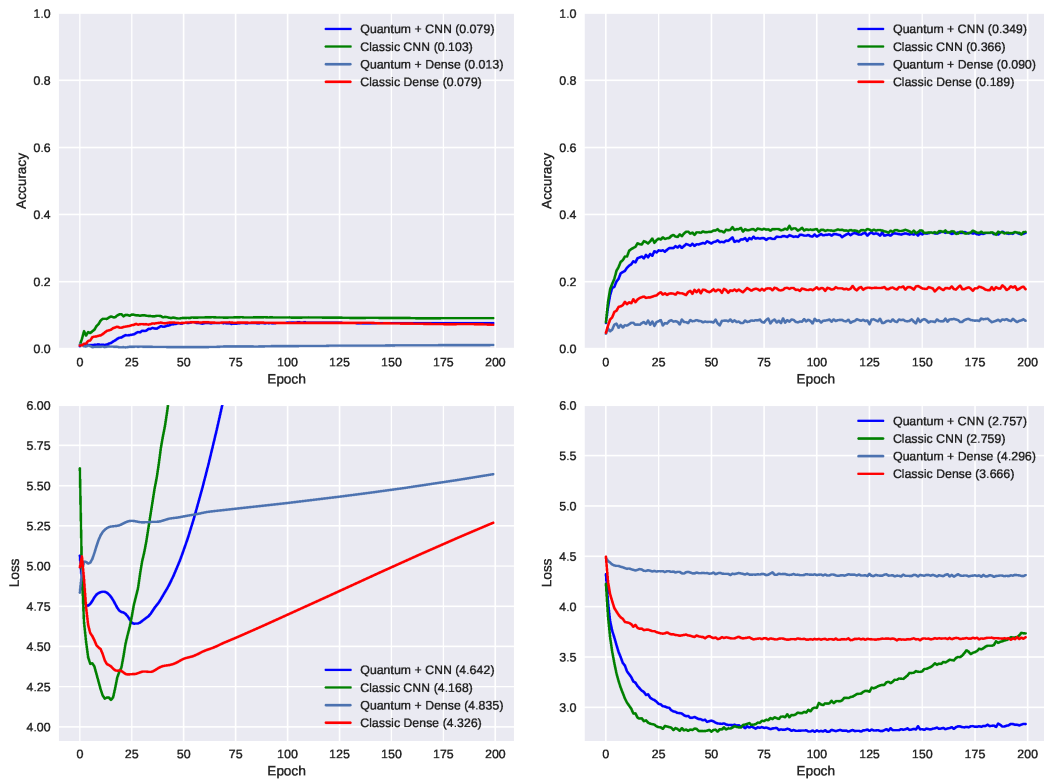 1.0
0.8
0.6
0.4
0.2
0.0
Accuracy
0
25
50
75
100
125
150
175
200
Epoch
Quantum + CNN (0.079)
Classic CNN (0.103)
Quantum + Dense (0.013)
Classic Dense (0.079)
1.0
0.8
0.6
0.4
0.2
0.0
Accuracy
0
25
50
75
100
125
150
175
200
Epoch
Quantum + CNN (0.349)
Classic CNN (0.366)
Quantum + Dense (0.090)
Classic Dense (0.189)
6.00
5.75
5.50
5.25
5.00
4.75
4.50
4.25
4.00
Loss
0
25
50
75
100
125
150
175
200
Epoch
Quantum + CNN (4.642)
Classic CNN (4.168)
Quantum + Dense (4.835)
Classic Dense (4.326)
6.0
5.5
5.0
4.5
4.0
3.5
3.0
Loss
0
25
50
75
100
125
150
175
200
Epoch
Quantum + CNN (2.757)
Classic CNN (2.759)
Quantum + Dense (4.296)
Classic Dense (3.666)